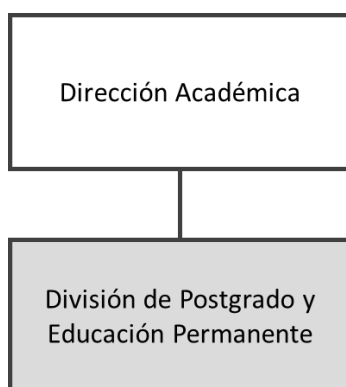 Dirección Académica
División de Postgrado y
Educación Permanente